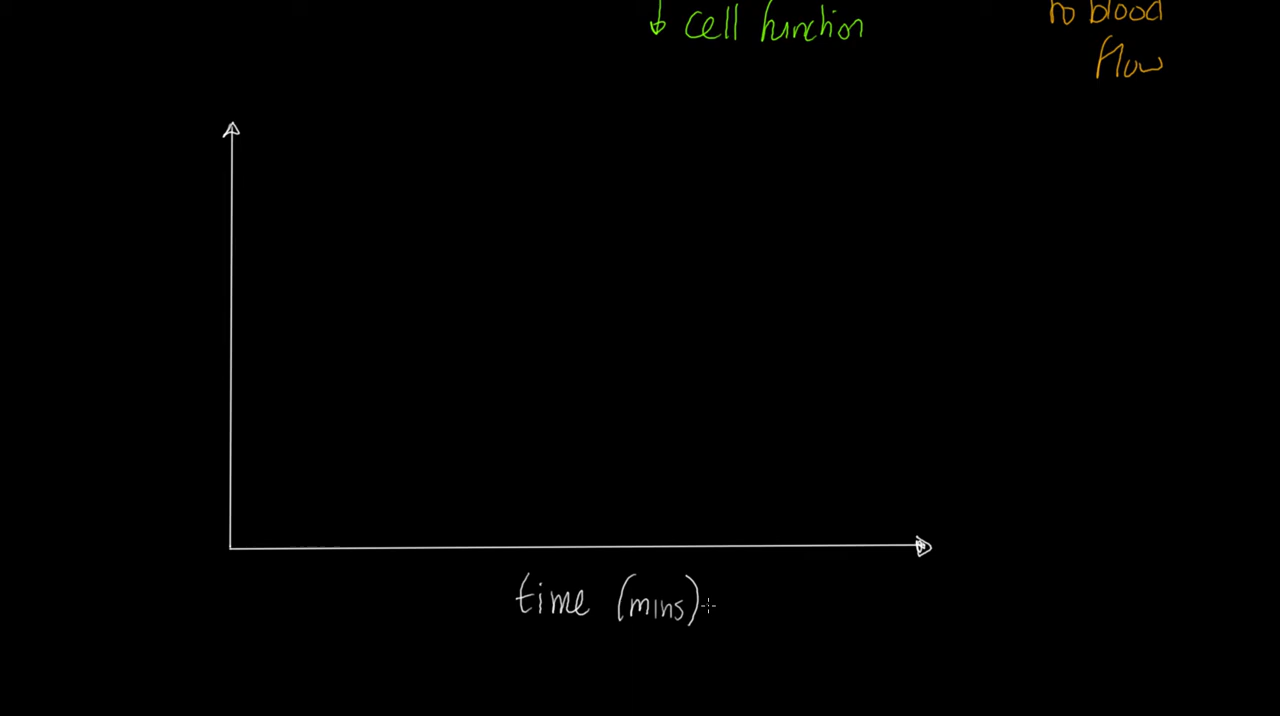 ↓ cell function
no blood
flow
time (mins)